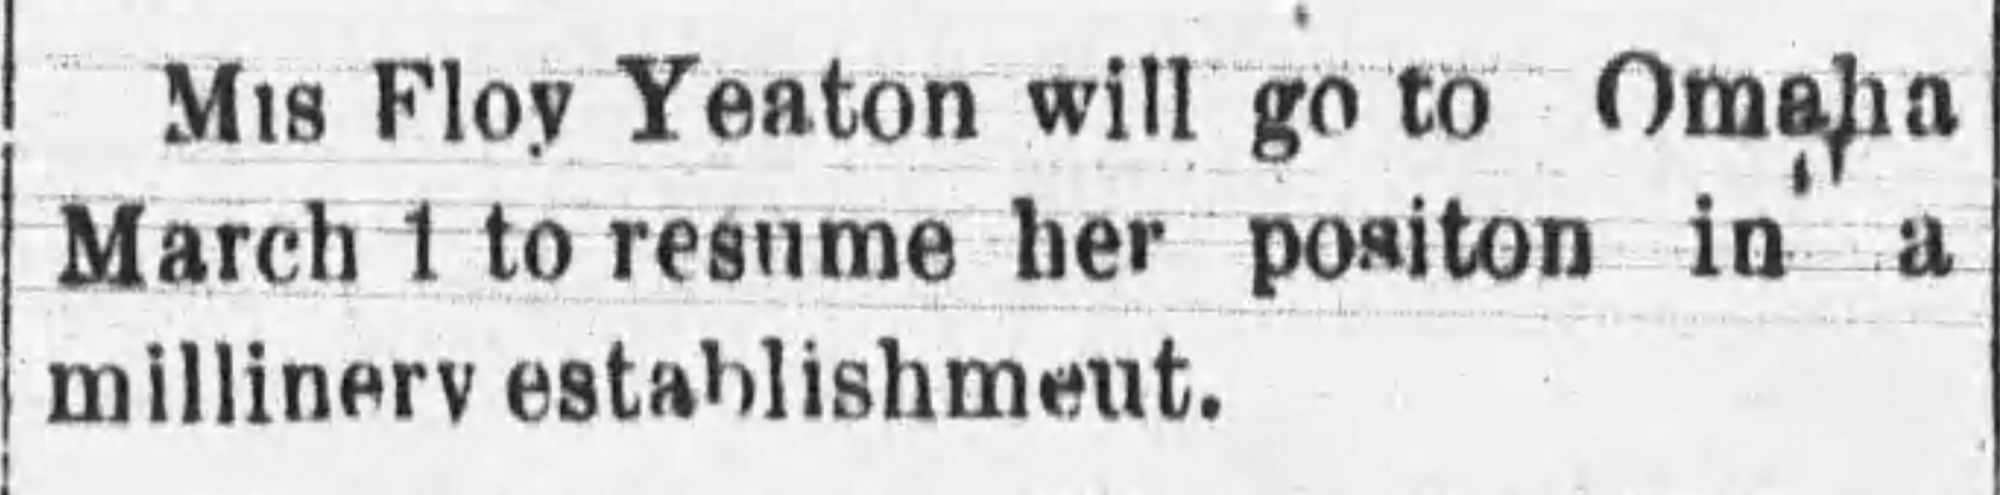 Mis Floy Yeaton will go to Omaha
March 1 to resume her positon in a
millinery establishmeut.